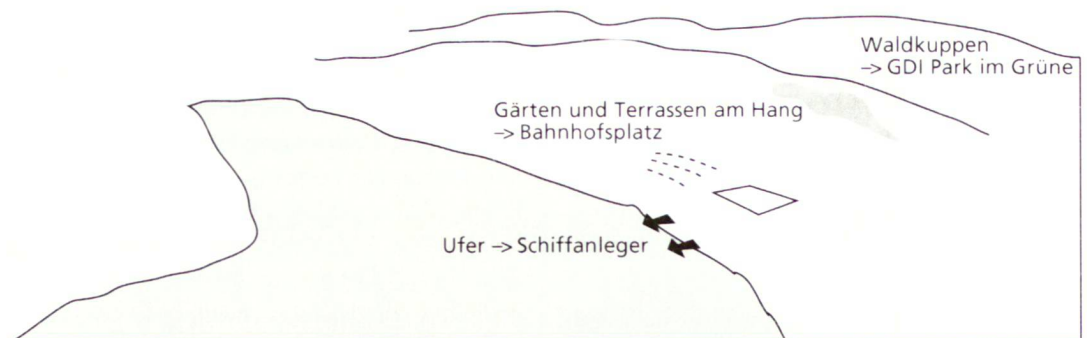 Waldkuppen
-> GDI Park im Grüne
Gärten und Terrassen am Hang
-> Bahnhofsplatz
Ufer -> Schiffanleger